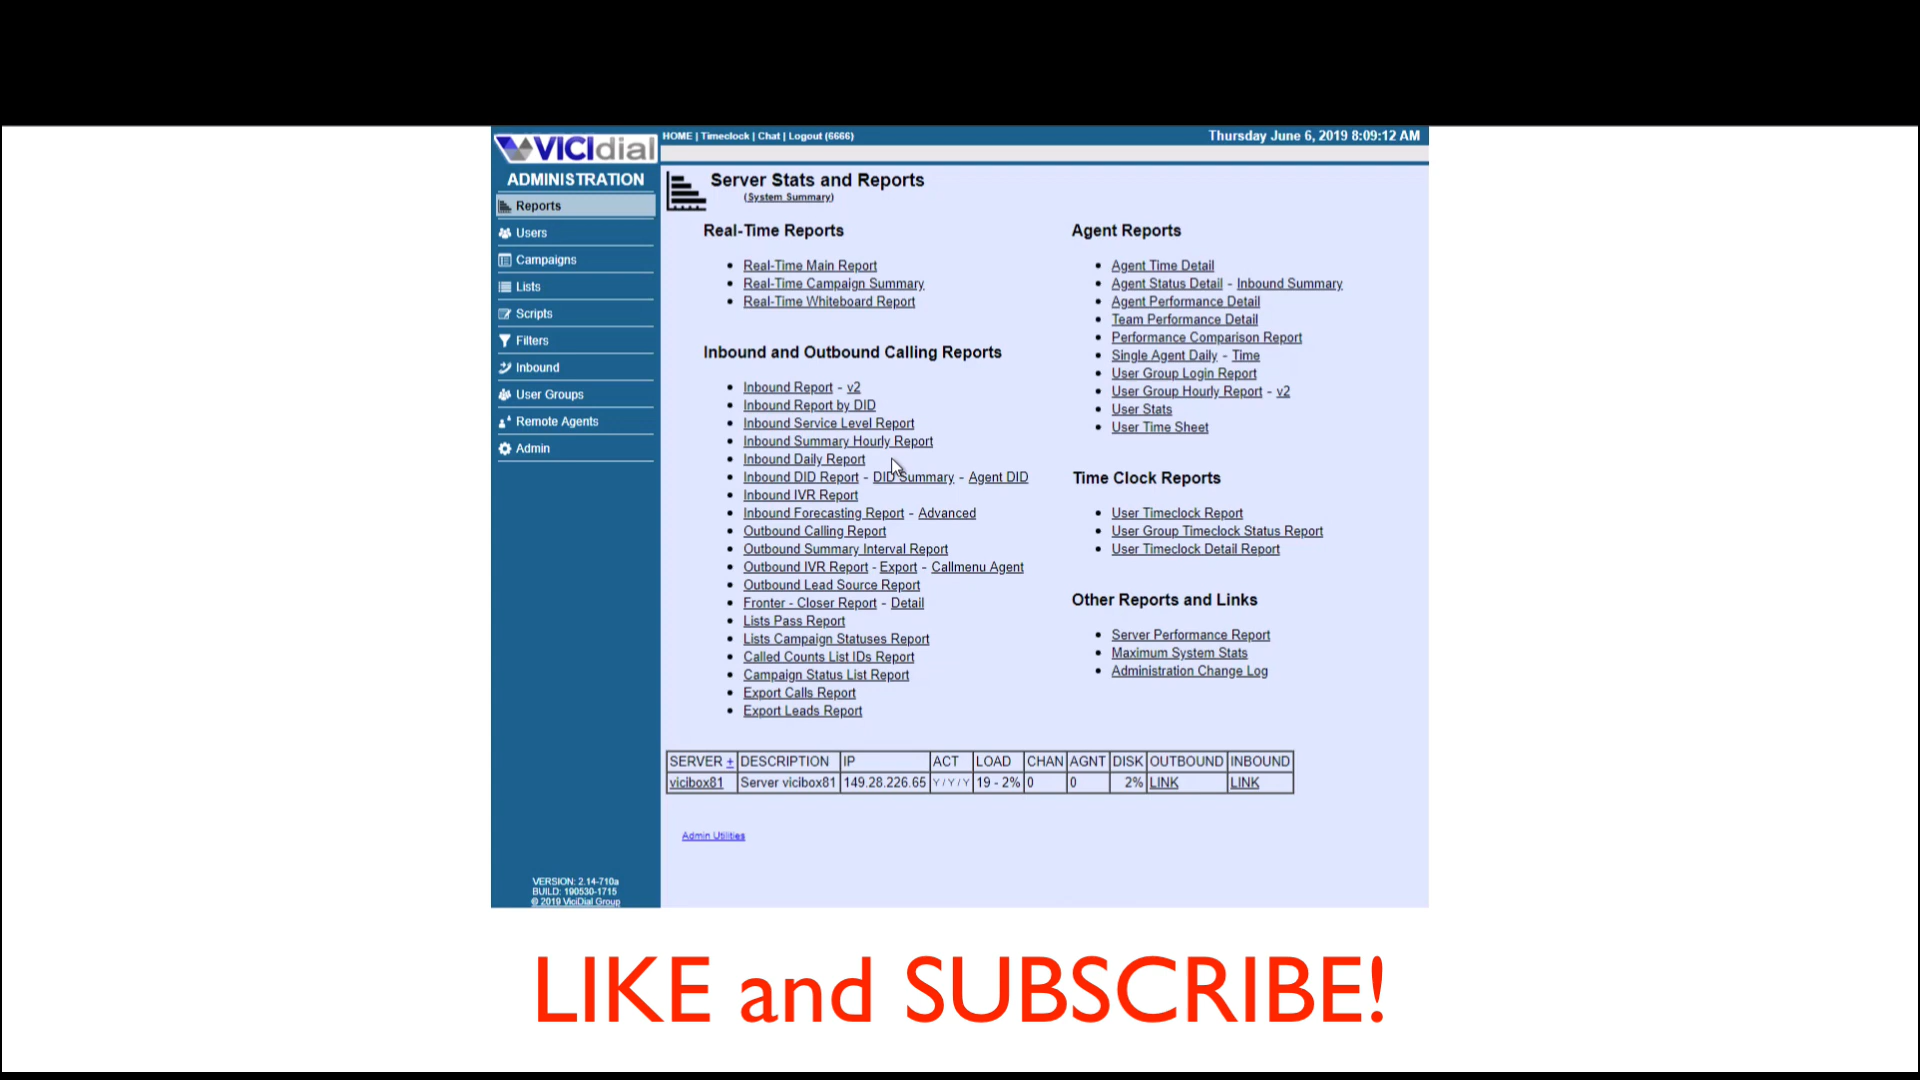 VICIdial
HOME | Timeclock | Chat | Logout (6666)
Thursday June 6, 2019 8:09:12 AM
ADMINISTRATION
Reports
Users
Campaigns
Lists
Scripts
Filters
Inbound
User Groups
Remote Agents
Admin
VERSION: 2.14-710a
BUILD: 190530-1715
© 2019 ViciDial Group
Server Stats and Reports
(System Summary)
Real-Time Reports
Real-Time Main Report
Real-Time Campaign Summary
Real-Time Whiteboard Report
Inbound and Outbound Calling Reports
Inbound Report - v2
Inbound Report by DID
Inbound Service Level Report
Inbound Summary Hourly Report
Inbound Daily Report
Inbound DID Report - DID Summary - Agent DID
Inbound IVR Report
Inbound Forecasting Report - Advanced
Outbound Calling Report
Outbound Summary Interval Report
Outbound IVR Report - Export - Callmenu Agent
Outbound Lead Source Report
Fronter - Closer Report - Detail
Lists Pass Report
Lists Campaign Statuses Report
Called Counts List IDs Report
Campaign Status List Report
Export Calls Report
Export Leads Report
Agent Reports
Agent Time Detail
Agent Status Detail - Inbound Summary
Agent Performance Detail
Team Performance Detail
Performance Comparison Report
Single Agent Daily - Time
User Group Login Report
User Group Hourly Report - v2
User Stats
User Time Sheet
Time Clock Reports
User Timeclock Report
User Group Timeclock Status Report
User Timeclock Detail Report
Other Reports and Links
Server Performance Report
Maximum System Stats
Administration Change Log
SERVER + DESCRIPTION IP ACT LOAD CHAN AGNT DISK OUTBOUND INBOUND
vicibox81 Server vicibox81 149.28.226.65 Y / Y / Y 19 - 2% 0 0 2% LINK LINK
Admin Utilities
LIKE and SUBSCRIBE!